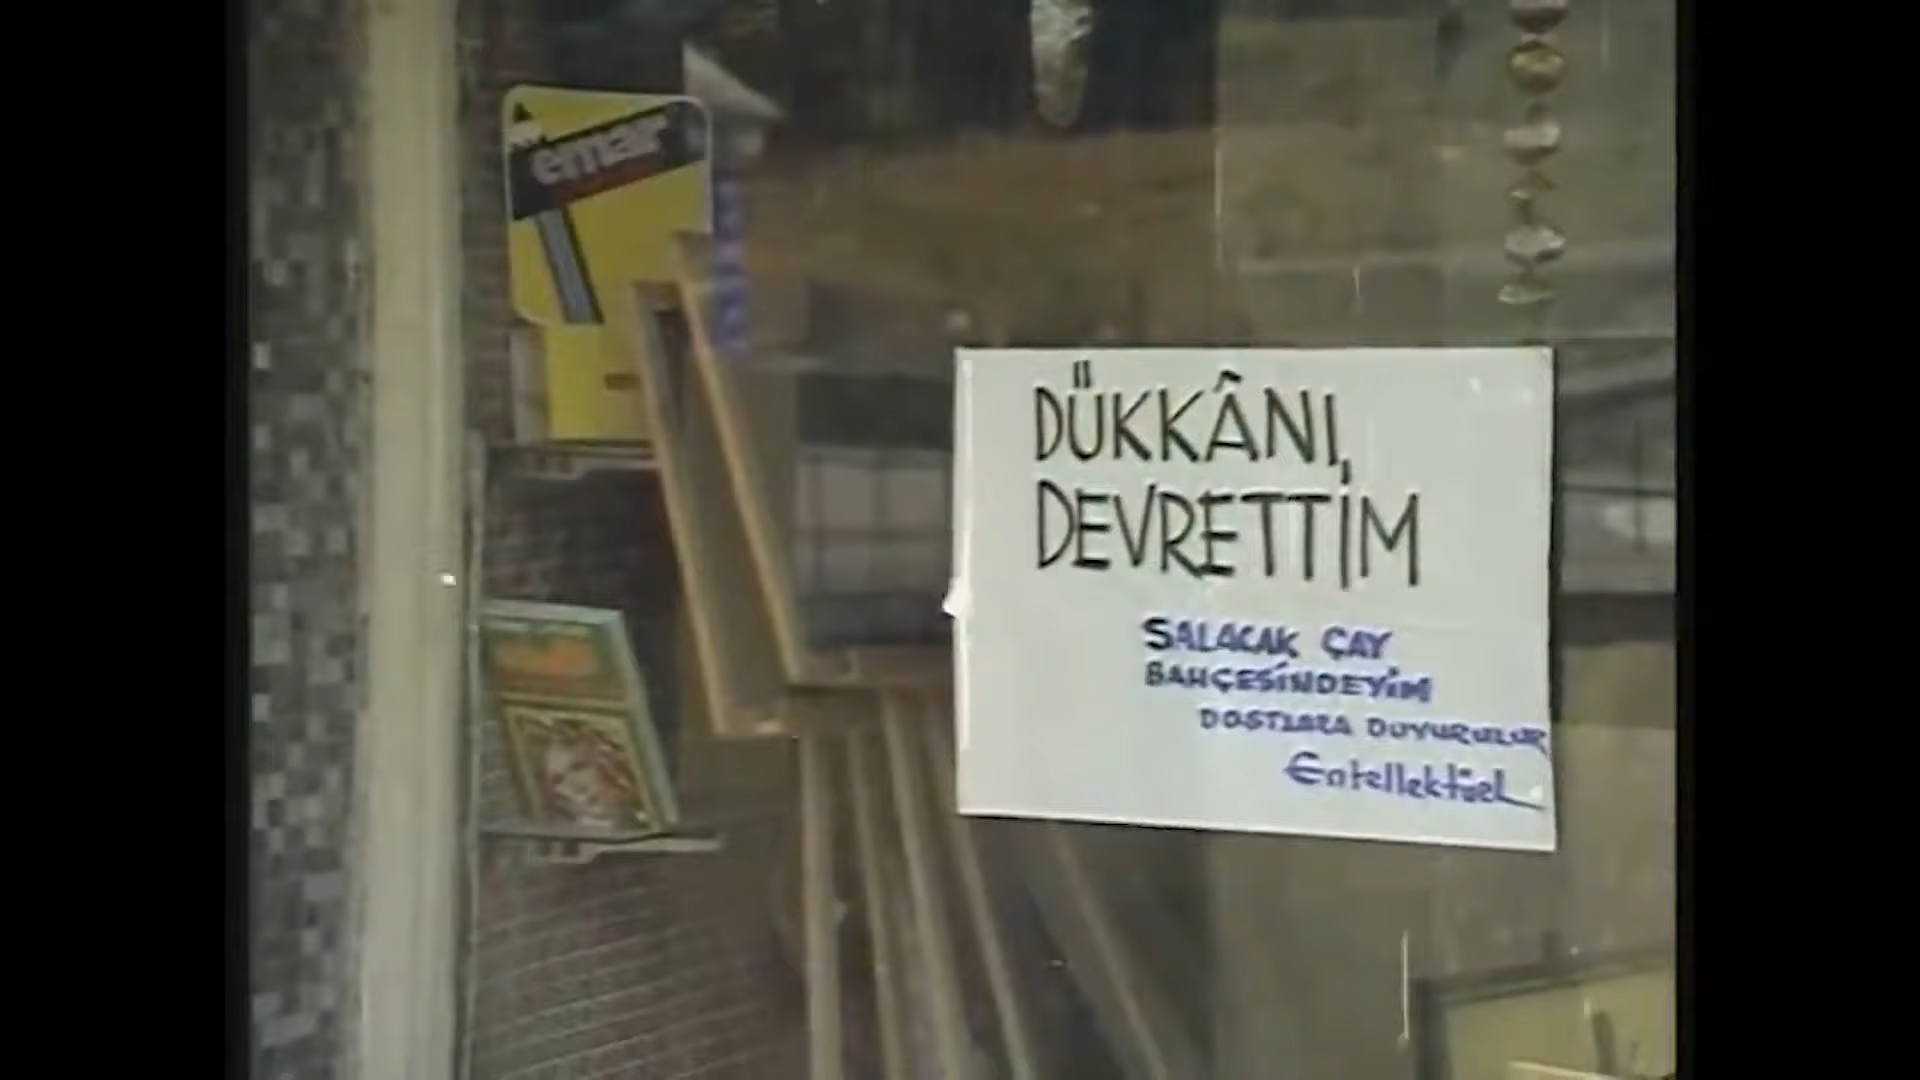 emar
DÜKKÂNI,
DEVRETTİM
SALACAK ÇAY
BAHÇESİNDEYİM
DOSTLARA DUYURULUR
Entellektüel